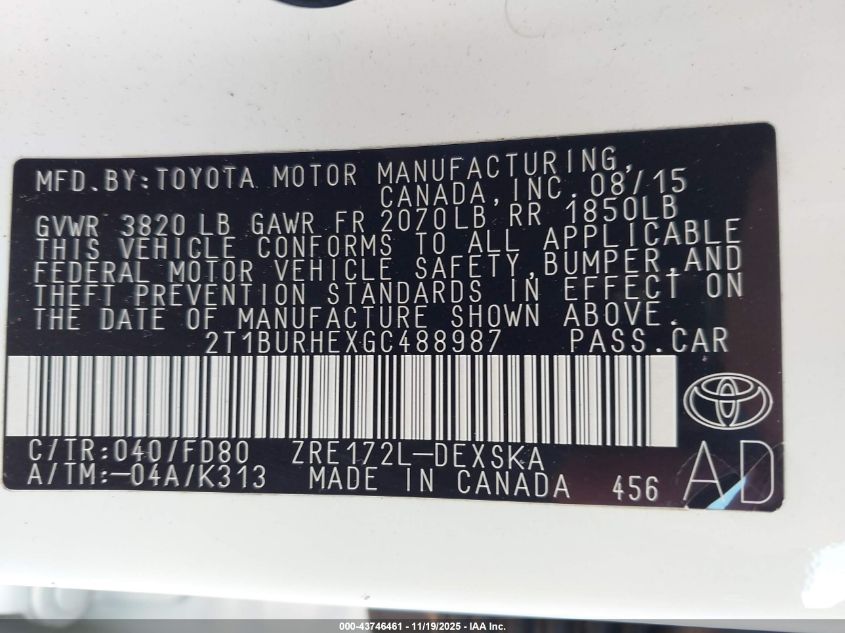 MFD.BY:TOYOTA MOTOR MANUFACTURING,
CANADA,INC. 08/15
GVWR 3820 LB GAWR FR 2070LB RR 1850LB
THIS VEHICLE CONFORMS TO ALL APPLICABLE
FEDERAL MOTOR VEHICLE SAFETY,BUMPER,AND
THEFT PREVENTION STANDARDS IN EFFECT ON
THE DATE OF MANUFACTURE SHOWN ABOVE.
2T1BURHEXGC488987 PASS.CAR
C/TR:040/FD80 ZRE172L-DEXSKA
A/TM:-04A/K313 MADE IN CANADA 456 AD
000-43746461 - 11/19/2025 - IAA Inc.